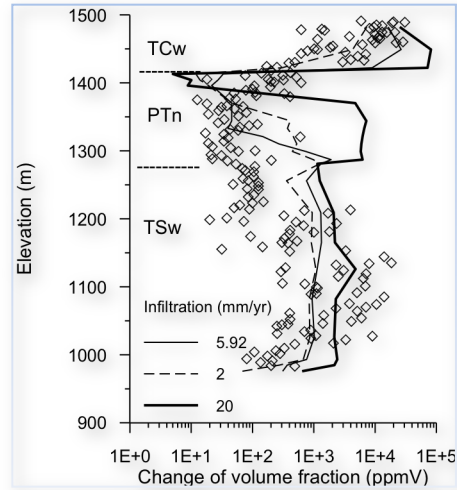 1500
TCw
1400
PTn
1300
TSw
1200
1100
1000
900
Elevation (m)
Infiltration (mm/yr)
5.92
2
20
1E+0 1E+1 1E+2 1E+3 1E+4 1E+5
Change of volume fraction (ppmV)